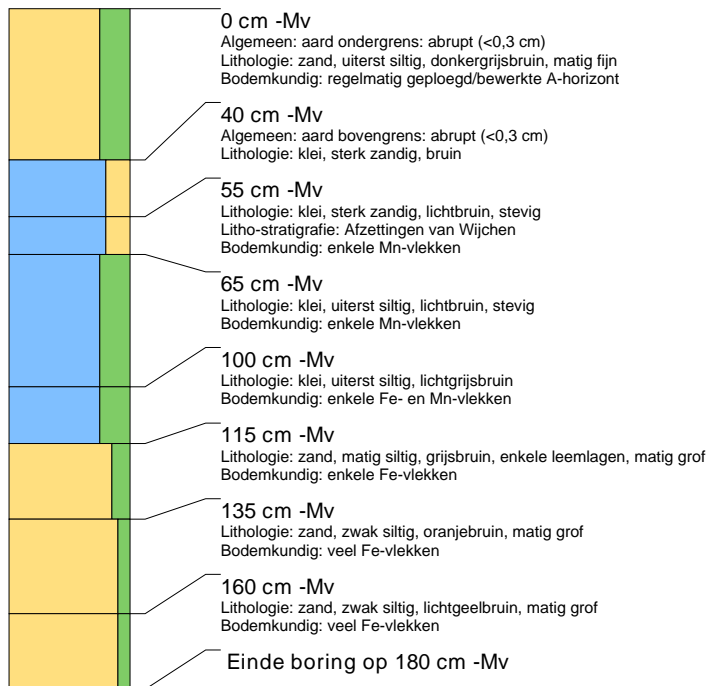 0 cm -Mv
Algemeen: aard ondergrens: abrupt (<0,3 cm)
Lithologie: zand, uiterst siltig, donkergrijsbruin, matig fijn
Bodemkundig: regelmatig geploegd/bewerkte A-horizont
40 cm -Mv
Algemeen: aard bovengrens: abrupt (<0,3 cm)
Lithologie: klei, sterk zandig, bruin
55 cm -Mv
Lithologie: klei, sterk zandig, lichtbruin, stevig
Litho-stratigrafie: Afzettingen van Wijchen
Bodemkundig: enkele Mn-vlekken
65 cm -Mv
Lithologie: klei, uiterst siltig, lichtbruin, stevig
Bodemkundig: enkele Mn-vlekken
100 cm -Mv
Lithologie: klei, uiterst siltig, lichtgrijsbruin
Bodemkundig: enkele Fe- en Mn-vlekken
115 cm -Mv
Lithologie: zand, matig siltig, grijsbruin, enkele leemlagen, matig grof
Bodemkundig: enkele Fe-vlekken
135 cm -Mv
Lithologie: zand, zwak siltig, oranjebruin, matig grof
Bodemkundig: veel Fe-vlekken
160 cm -Mv
Lithologie: zand, zwak siltig, lichtgeelbruin, matig grof
Bodemkundig: veel Fe-vlekken
Einde boring op 180 cm -Mv